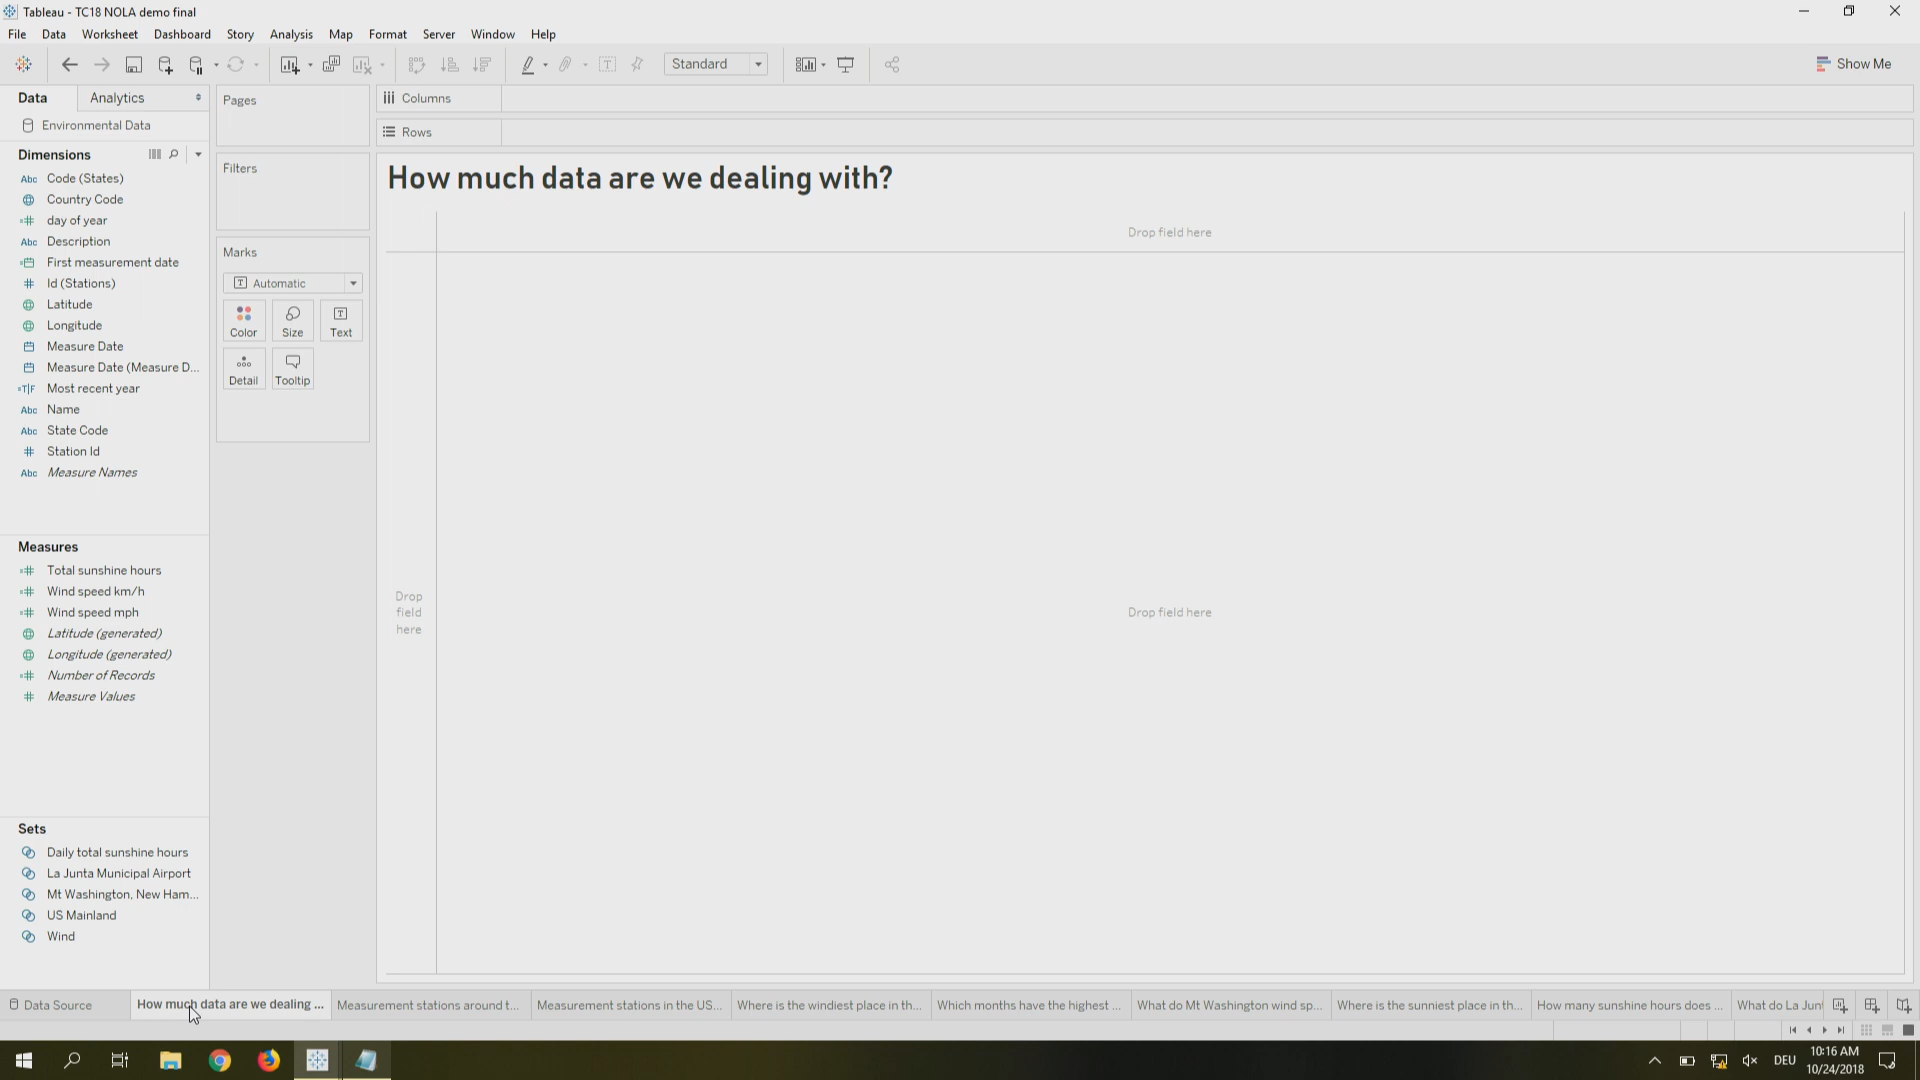 Tableau - TC18 NOLA demo final
File Data Worksheet Dashboard Story Analysis Map Format Server Window Help
Standard
Show Me
Data Analytics
Environmental Data
Dimensions
Abc Code (States)
Country Code
day of year
Abc Description
First measurement date
Id (Stations)
Latitude
Longitude
Measure Date
Measure Date (Measure D...
Most recent year
Abc Name
Abc State Code
Station Id
Abc Measure Names
Measures
Total sunshine hours
Wind speed km/h
Wind speed mph
Latitude (generated)
Longitude (generated)
Number of Records
Measure Values
Sets
Daily total sunshine hours
La Junta Municipal Airport
Mt Washington, New Ham...
US Mainland
Wind
Pages
Filters
Marks
Automatic
Color Size Text
Detail Tooltip
Columns
Rows
How much data are we dealing with?
Drop field here
Drop
field
here
Drop field here
Data Source How much data are we dealing ... Measurement stations around t... Measurement stations in the US... Where is the windiest place in th... Which months have the highest ... What do Mt Washington wind sp... Where is the sunniest place in th... How many sunshine hours does ... What do La Jun
DEU
10:16 AM
10/24/2018